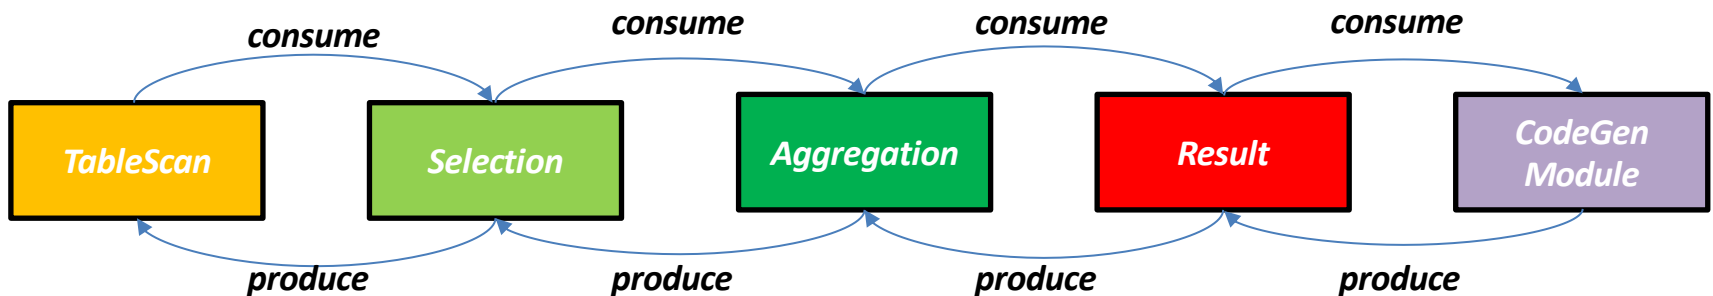 consume consume consume consume
TableScan Selection Aggregation Result CodeGen
Module
produce produce produce produce